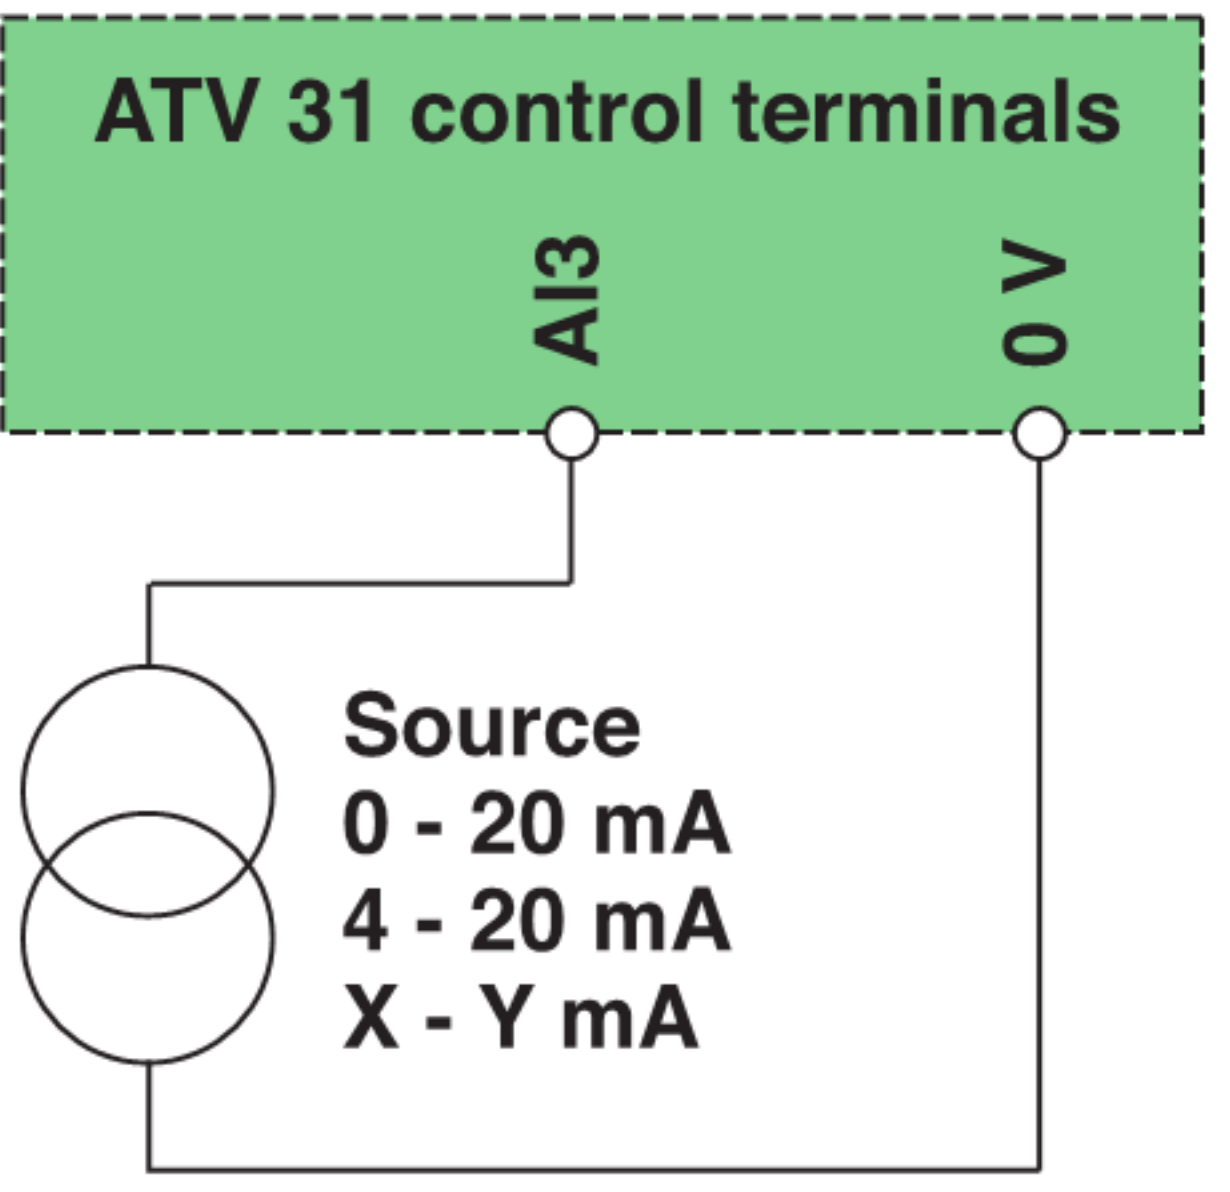 ATV 31 control terminals
AI3
0 V
Source
0 - 20 mA
4 - 20 mA
X - Y mA